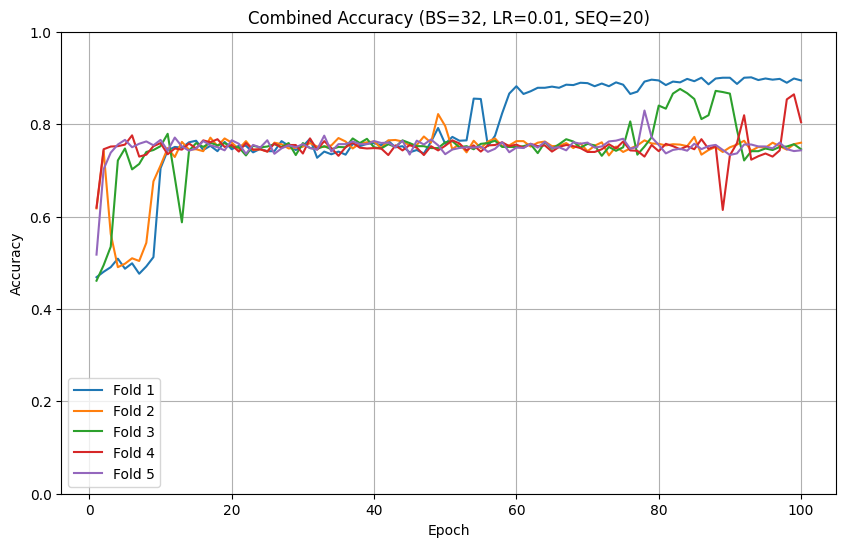 Combined Accuracy (BS=32, LR=0.01, SEQ=20)
1.0
0.8
0.6
0.4
0.2
0.0
Accuracy
Fold 1
Fold 2
Fold 3
Fold 4
Fold 5
0 20 40 60 80 100
Epoch